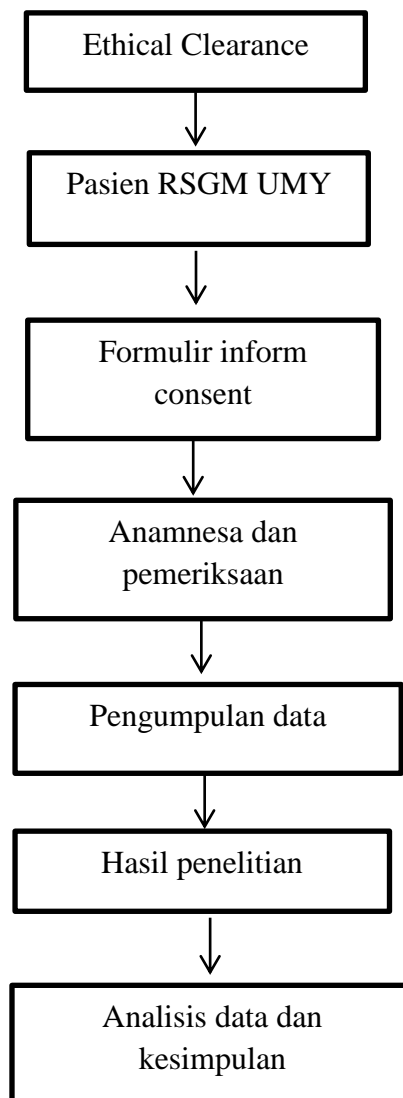 Ethical Clearance
Pasien RSGM UMY
Formulir inform
consent
Anamnesa dan
pemeriksaan
Pengumpulan data
Hasil penelitian
Analisis data dan
kesimpulan